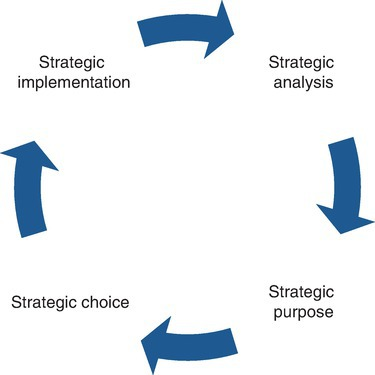 Strategic
implementation
Strategic
analysis
Strategic choice
Strategic
purpose